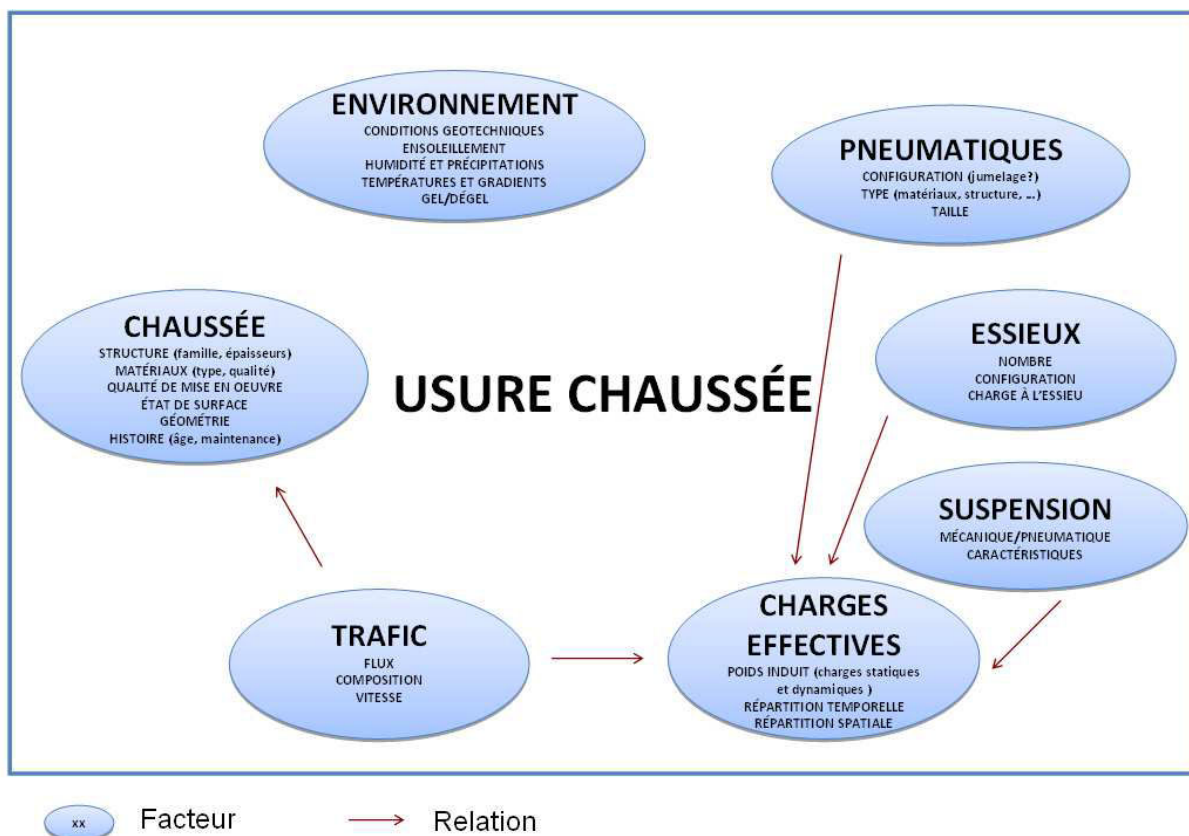 ENVIRONNEMENT
CONDITIONS GEOTECHNIQUES
ENSOLEILLEMENT
HUMIDITÉ ET PRÉCIPITATIONS
TEMPÉRATURES ET GRADIENTS
GEL/DÉGEL
PNEUMATIQUES
CONFIGURATION (jumelage?)
TYPE (matériaux, structure, ...)
TAILLE
CHAUSSÉE
STRUCTURE (famille, épaisseurs)
MATÉRIAUX (type, qualité)
QUALITÉ DE MISE EN OEUVRE
ÉTAT DE SURFACE
GÉOMÉTRIE
HISTOIRE (âge, maintenance)
USURE CHAUSSÉE
ESSIEUX
NOMBRE
CONFIGURATION
CHARGE À L'ESSIEU
SUSPENSION
MÉCANIQUE/PNEUMATIQUE
CARACTÉRISTIQUES
TRAFIC
FLUX
COMPOSITION
VITESSE
CHARGES
EFFECTIVES
POIDS INDUIT (charges statiques
et dynamiques )
RÉPARTITION TEMPORELLE
RÉPARTITION SPATIALE
xx Facteur
Relation